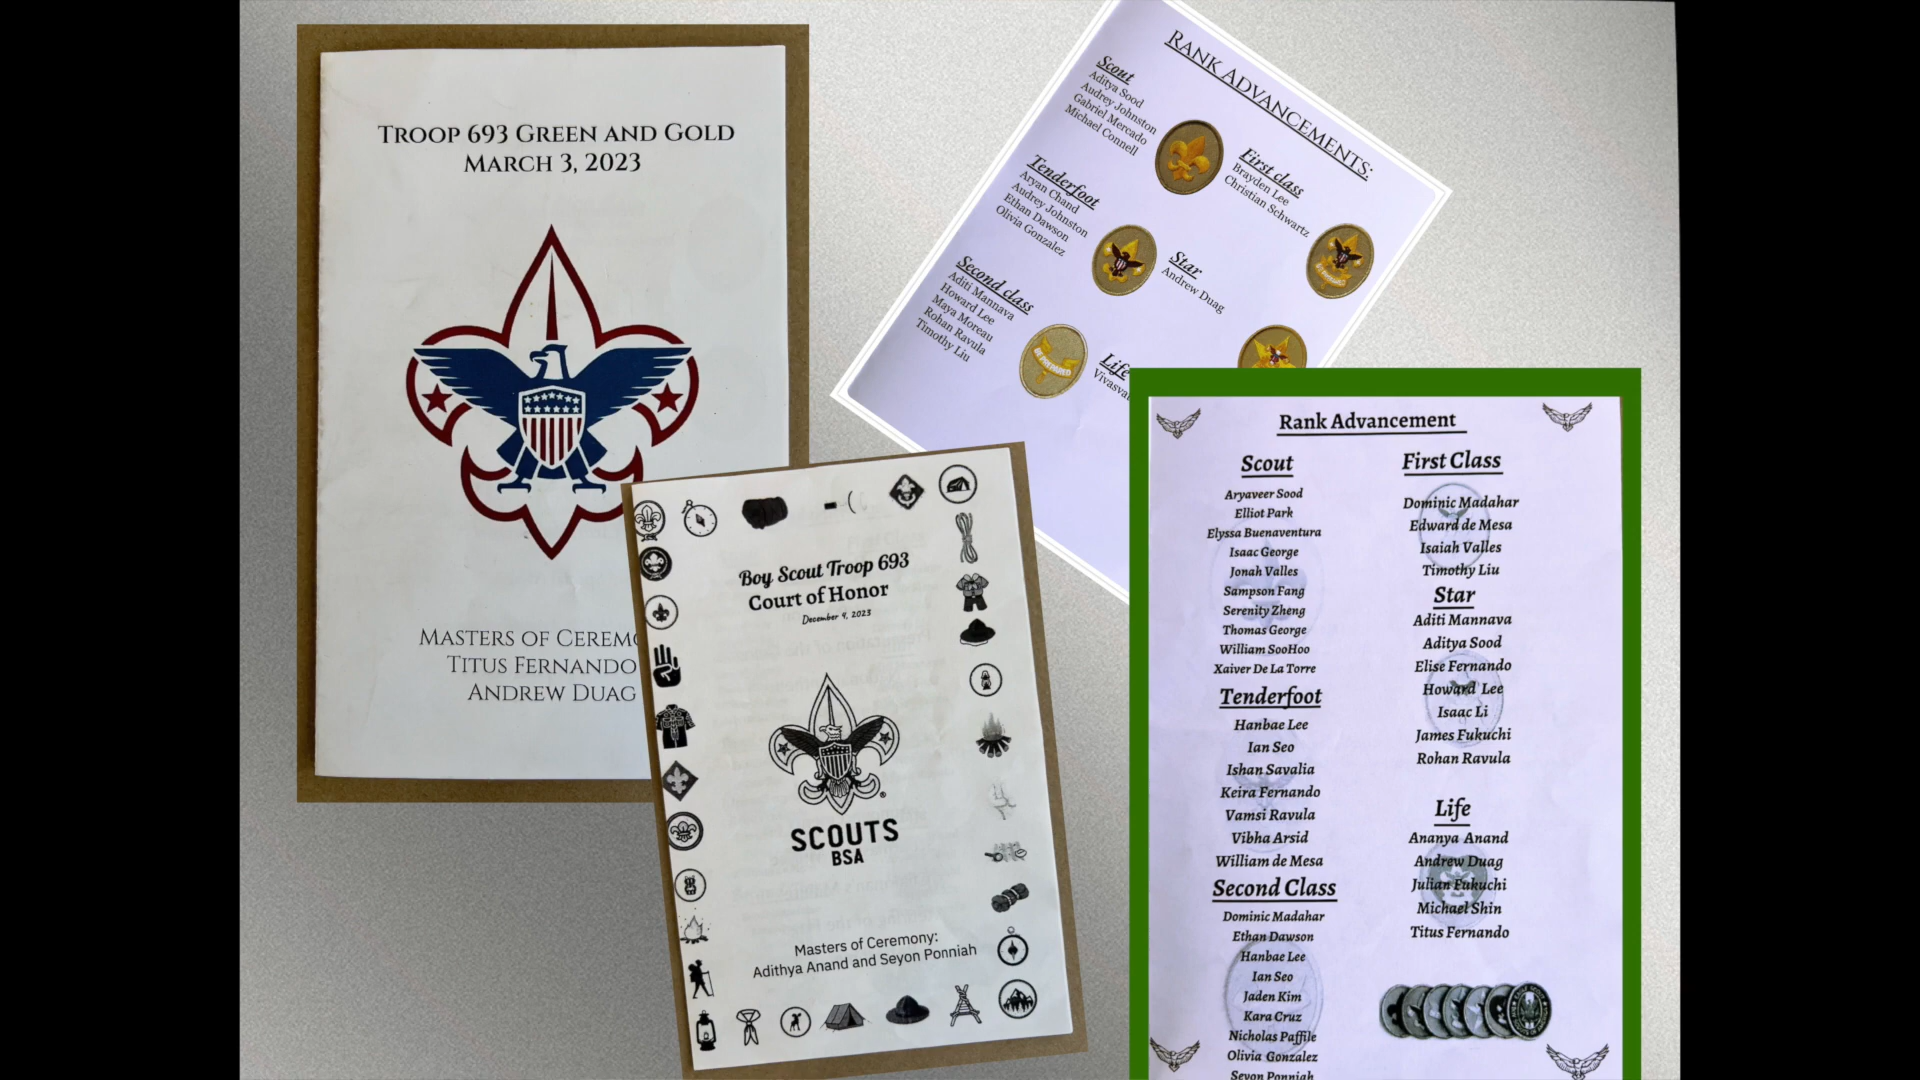 TROOP 693 GREEN AND GOLD
MARCH 3, 2023
MASTERS OF
TITUS FERNANDO
ANDREW DUAG
RANK ADVANCEMENTS:
Scout
Aditya Sood
Audrey Johnston
Gabriel Mercado
Michael Connell
Tenderfoot
Aryan Chand
Audrey Johnston
Ethan Dawson
Olivia Gonzalez
Second class
Aditi Mannava
Howard Lee
Maya Moreau
Rohan Ravula
Timothy Liu
First class
Brayden Lee
Christian Schwartz
Star
Andrew Duag
Life
BE PREPARED
Boy Scout Troop 693
Court of Honor
December 4, 2023
SCOUTS
BSA
Masters of Ceremony:
Adithya Anand and Seyon Ponniah
Rank Advancement
Scout
Aryaveer Sood
Elliot Park
Elyssa Buenaventura
Isaac George
Jonah Valles
Sampson Fang
Serenity Zheng
Thomas George
William SooHoo
Xaiver De La Torre
Tenderfoot
Hanbae Lee
Ian Seo
Ishan Savalia
Keira Fernando
Vamsi Ravula
Vibha Arsid
William de Mesa
Second Class
Dominic Madahar
Ethan Dawson
Hanbae Lee
Ian Seo
Jaden Kim
Kara Cruz
Nicholas Paffile
Olivia Gonzalez
Seyon Ponniah
First Class
Dominic Madahar
Edward de Mesa
Isaiah Valles
Timothy Liu
Star
Aditi Mannava
Aditya Sood
Elise Fernando
Howard Lee
Isaac Li
James Fukuchi
Rohan Ravula
Life
Ananya Anand
Andrew Duag
Julian Fukuchi
Michael Shin
Titus Fernando